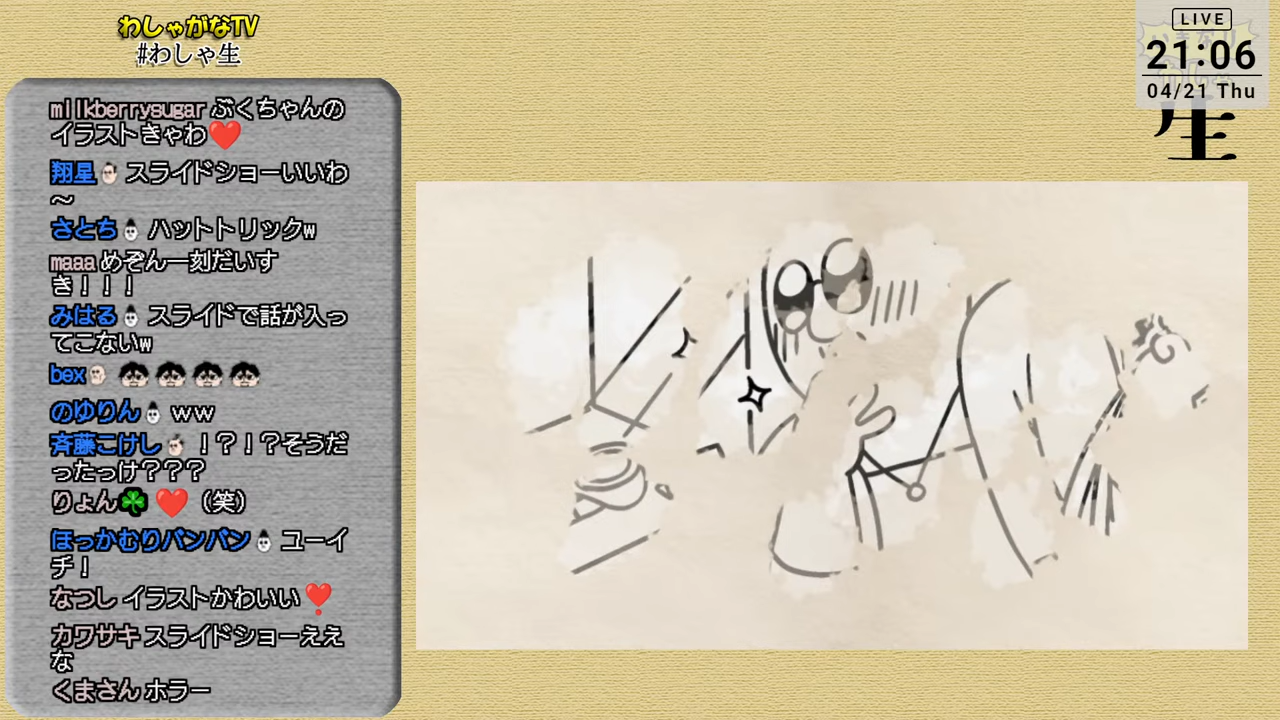 わしゃがなTV
#わしゃ生
milkberrysugar ぶくちゃんの
イラストきゃわ❤️
翔星 スライドショーいいわ
～
さとち ハットトリックw
maaa めぞん一刻だいす
き！！！
みはる スライドで話が入っ
てこないw
bex
のゆりん ｗｗ
斉藤こけし ！？！？そうだ
ったっけ？？？
りょん🍀 ❤️（笑）
ほっかむりパンパン ユーイ
チ！
なつし イラストかわいい❣️
カワサキ スライドショーええ
な
くまさん ホラー
LIVE
21:06
04/21 Thu
生